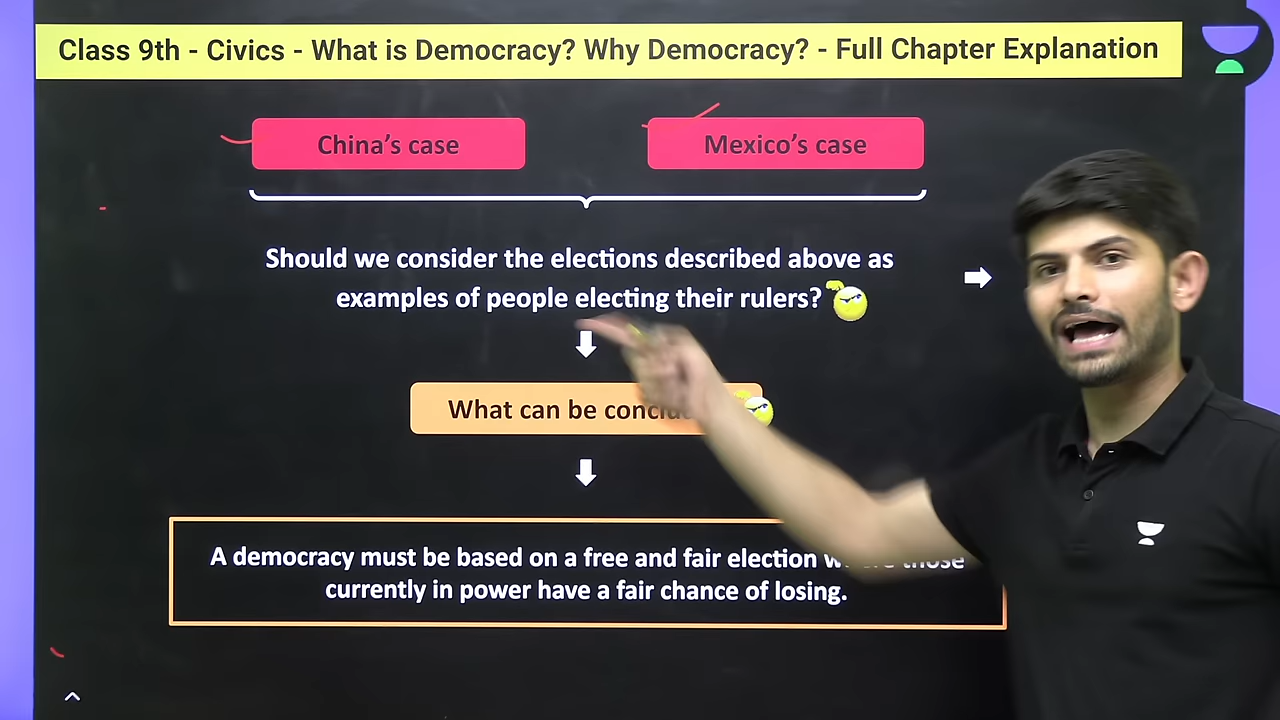 Class 9th - Civics - What is Democracy? Why Democracy? - Full Chapter Explanation
China's case
Mexico's case
Should we consider the elections described above as
examples of people electing their rulers?
What can be
A democracy must be based on a free and fair election those
currently in power have a fair chance of losing.